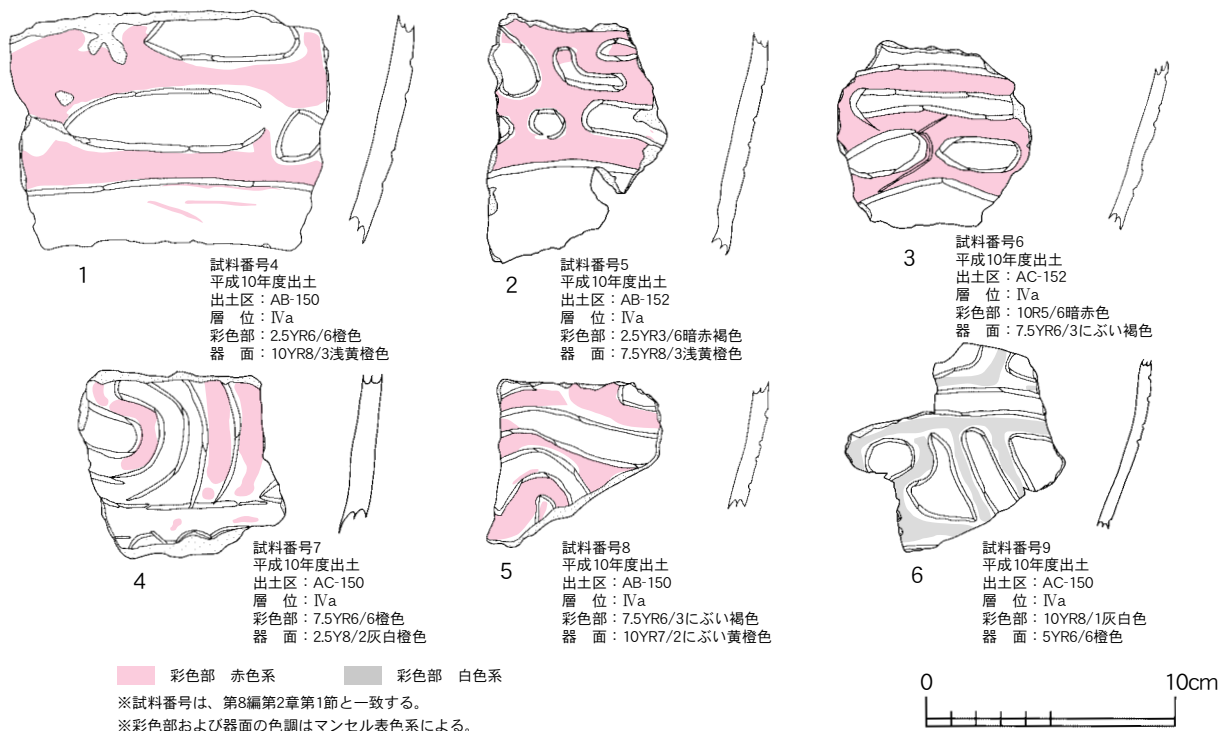 1
試料番号4
平成10年度出土
出土区：AB-150
層　位：Ⅳa
彩色部：2.5YR6/6橙色
器　面：10YR8/3浅黄橙色
2
試料番号5
平成10年度出土
出土区：AB-152
層　位：Ⅳa
彩色部：2.5YR3/6暗赤褐色
器　面：7.5YR8/3浅黄橙色
3
試料番号6
平成10年度出土
出土区：AC-152
層　位：Ⅳa
彩色部：10R5/6暗赤色
器　面：7.5YR6/3にぶい褐色
4
試料番号7
平成10年度出土
出土区：AC-150
層　位：Ⅳa
彩色部：7.5YR6/6橙色
器　面：2.5Y8/2灰白橙色
5
試料番号8
平成10年度出土
出土区：AB-150
層　位：Ⅳa
彩色部：7.5YR6/3にぶい褐色
器　面：10YR7/2にぶい黄橙色
6
試料番号9
平成10年度出土
出土区：AC-150
層　位：Ⅳa
彩色部：10YR8/1灰白色
器　面：5YR6/6橙色
彩色部　赤色系　彩色部　白色系
※試料番号は、第8編第2章第1節と一致する。
※彩色部および器面の色調はマンセル表色系による。
0 10cm